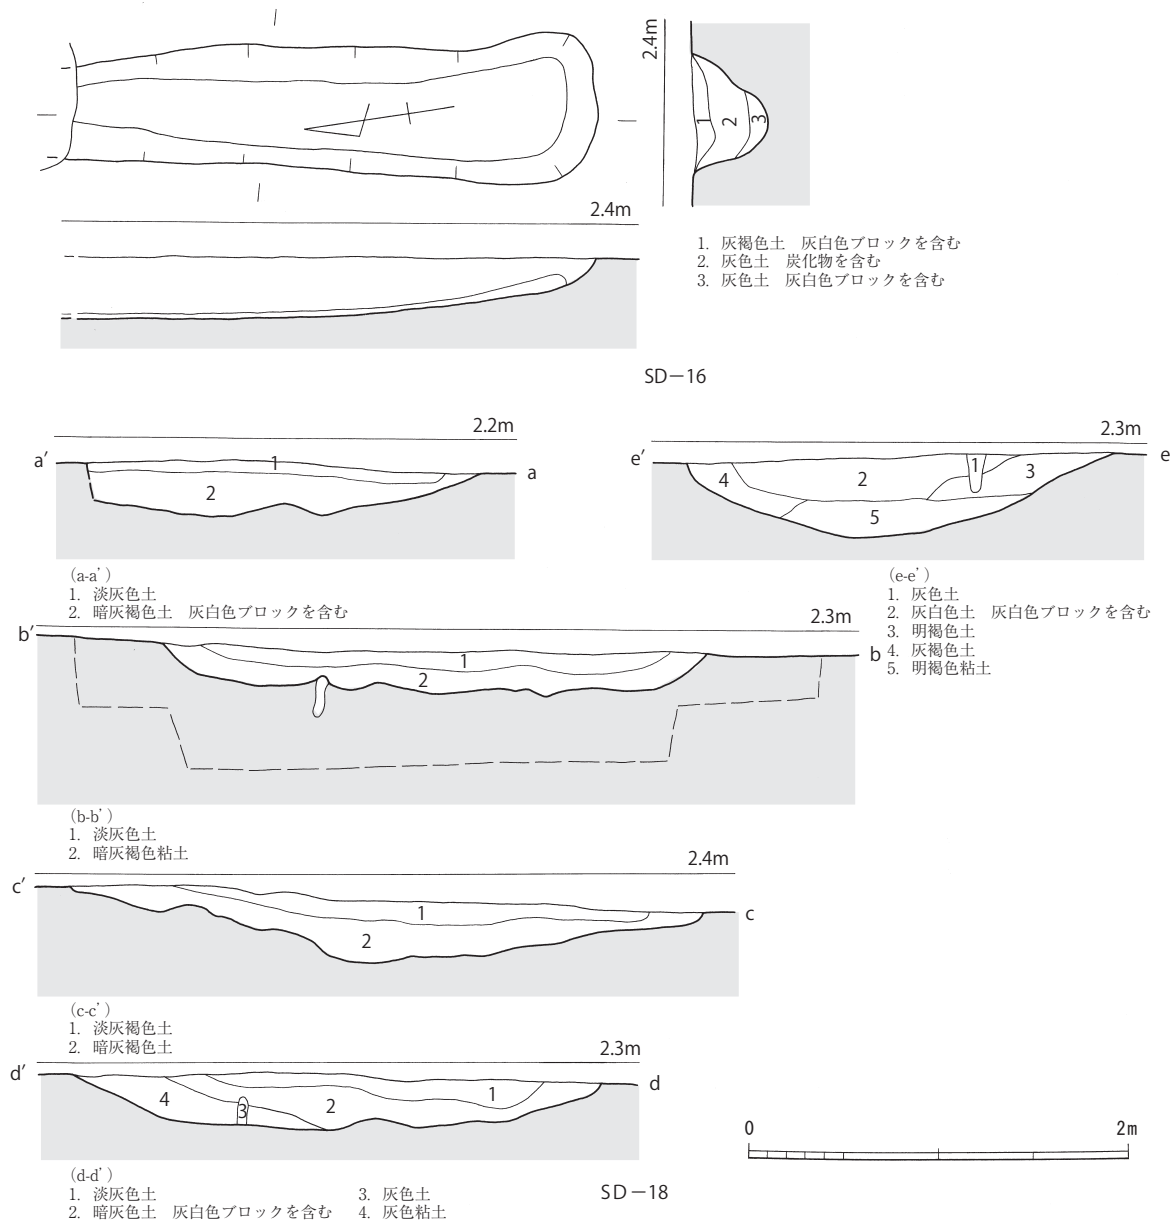 2.4m
1
2
3
2.4m
1. 灰褐色土　灰白色ブロックを含む
2. 灰色土　炭化物を含む
3. 灰色土　灰白色ブロックを含む
SD－16
2.2m
a′
a
1
2
(a-a’)
1. 淡灰色土
2. 暗灰褐色土　灰白色ブロックを含む
2.3m
e′
e
1
2
3
4
5
(e-e’)
1. 灰色土
2. 灰白色土　灰白色ブロックを含む
3. 明褐色土
4. 灰褐色土
5. 明褐色粘土
2.3m
b′
b
1
2
(b-b’)
1. 淡灰色土
2. 暗灰褐色粘土
2.4m
c′
c
1
2
(c-c’)
1. 淡灰褐色土
2. 暗灰褐色土
2.3m
d′
d
4
3
2
1
(d-d’)
1. 淡灰色土
2. 暗灰色土　灰白色ブロックを含む
3. 灰色土
4. 灰色粘土
SD－18
0
2m